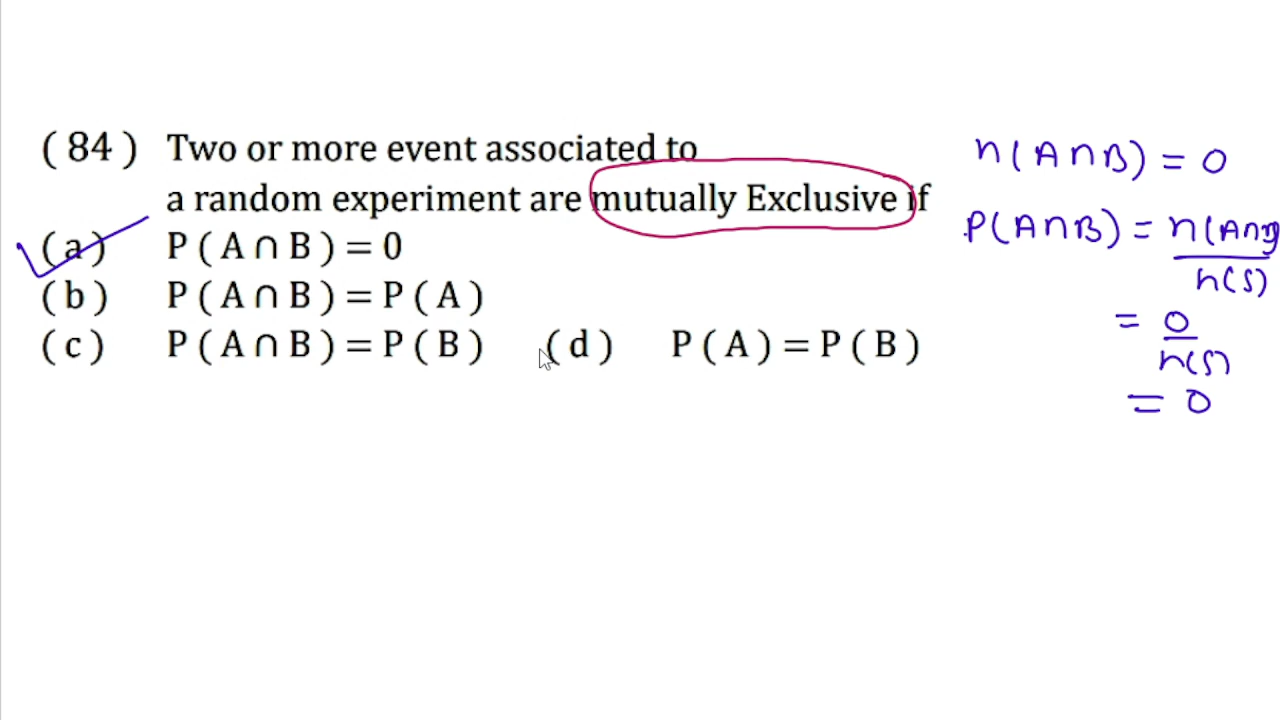 ( 84 ) Two or more event associated to
a random experiment are mutually Exclusive if
( a ) P ( A ∩ B ) = 0
( b ) P ( A ∩ B ) = P ( A )
( c ) P ( A ∩ B ) = P ( B ) ( d ) P ( A ) = P ( B )
n(A∩B) = 0
P(A∩B) = n(A∩B
n(S)
= 0
n(S)
= 0